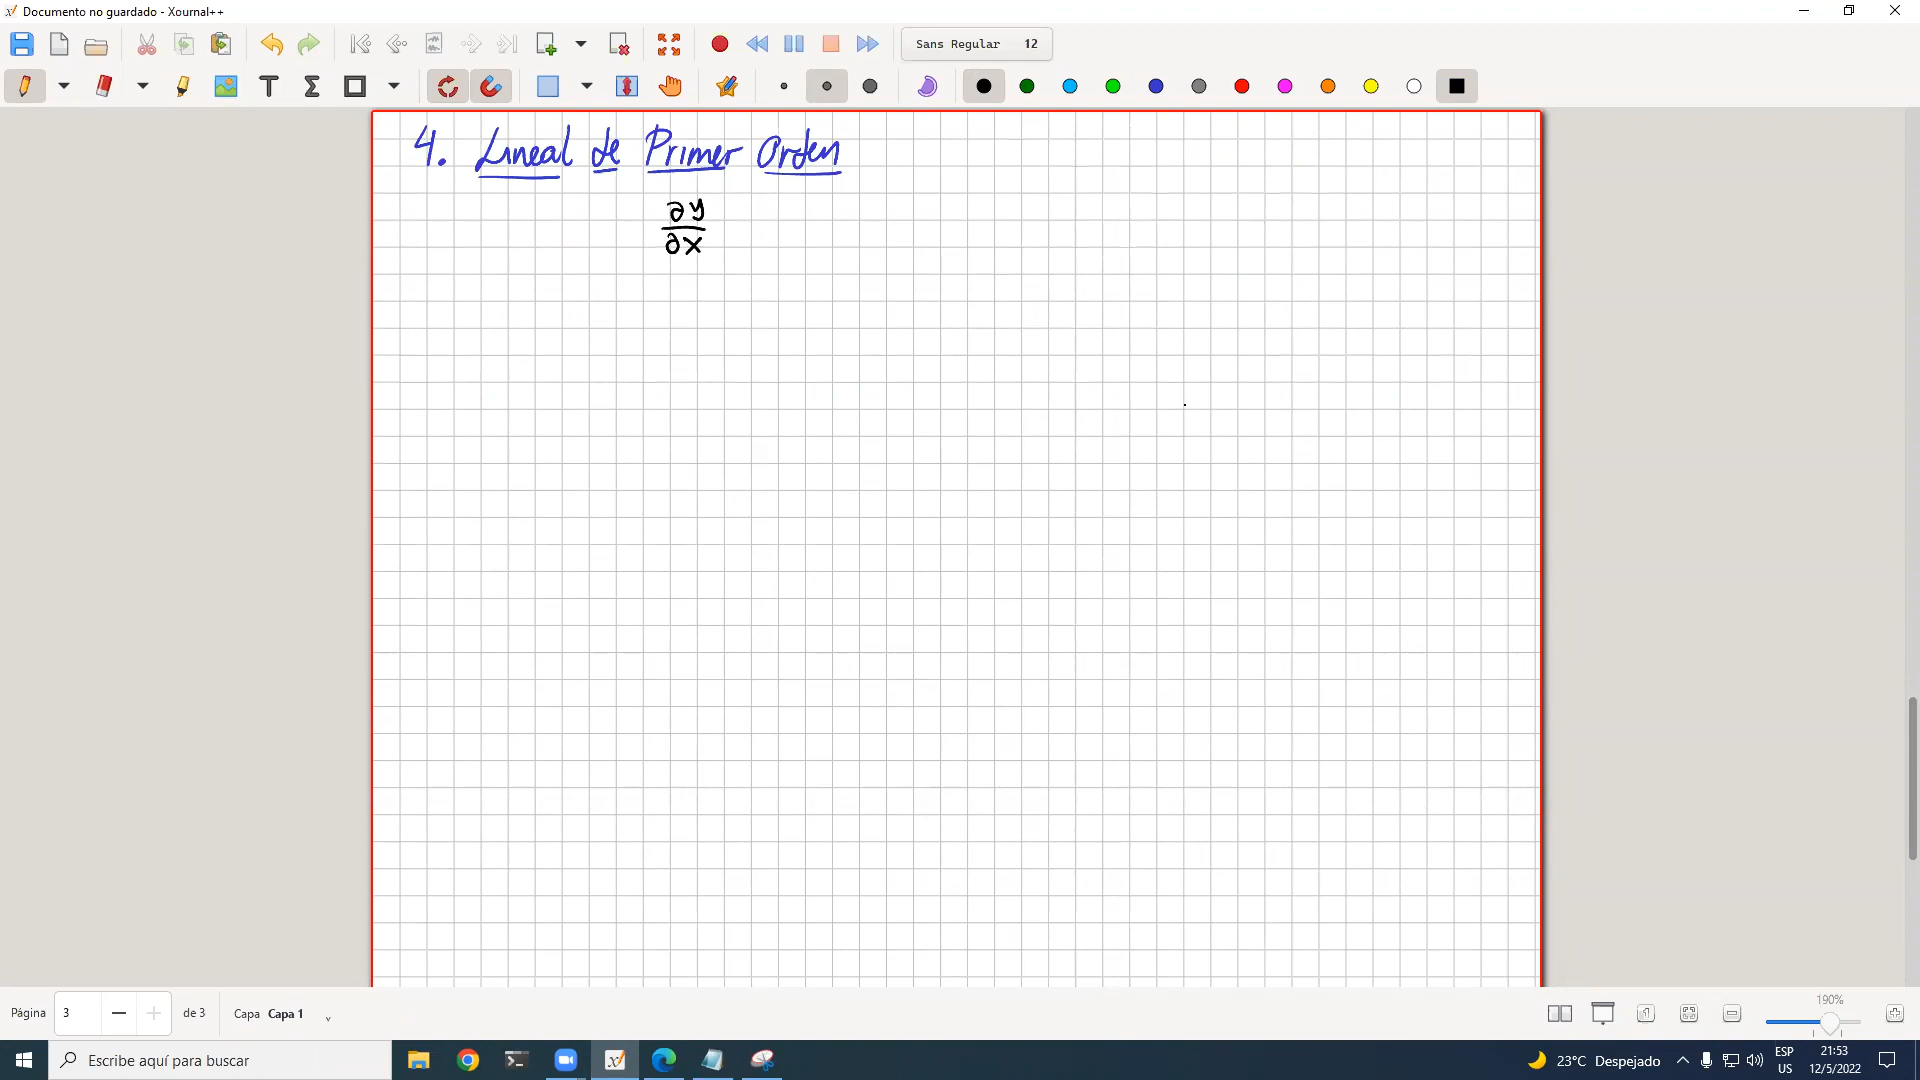 Documento no guardado - Xournal++
Sans Regular 12
4. Lineal de Primer Orden
∂y
∂x
Página 3 de 3 Capa Capa 1
190%
Escribe aquí para buscar
23°C Despejado
ESP
US
21:53
12/5/2022